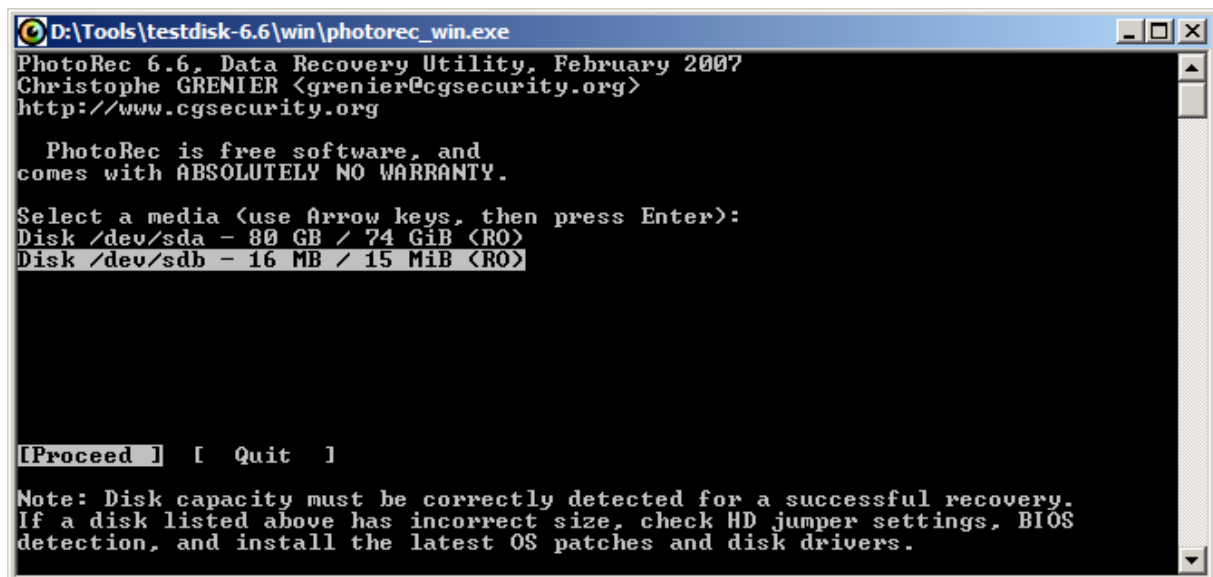 D:\Tools\testdisk-6.6\win\photorec_win.exe
PhotoRec 6.6, Data Recovery Utility, February 2007
Christophe GRENIER <grenier@cgsecurity.org>
http://www.cgsecurity.org
PhotoRec is free software, and
comes with ABSOLUTELY NO WARRANTY.
Select a media (use Arrow keys, then press Enter):
Disk /dev/sda - 80 GB / 74 GiB (RO)
Disk /dev/sdb - 16 MB / 15 MiB (RO)
[Proceed ]  [  Quit  ]
Note: Disk capacity must be correctly detected for a successful recovery.
If a disk listed above has incorrect size, check HD jumper settings, BIOS
detection, and install the latest OS patches and disk drivers.